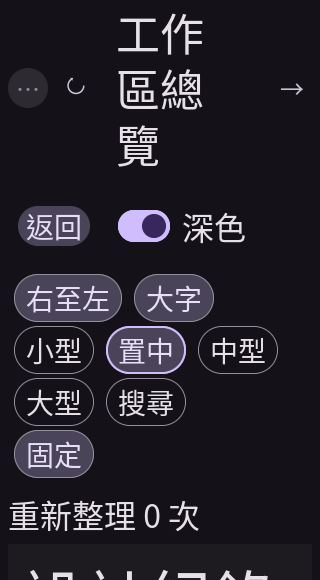 工作
區總
覽
返回
深色
右至左 大字
小型 置中 中型
大型 搜尋
固定
重新整理 0 次